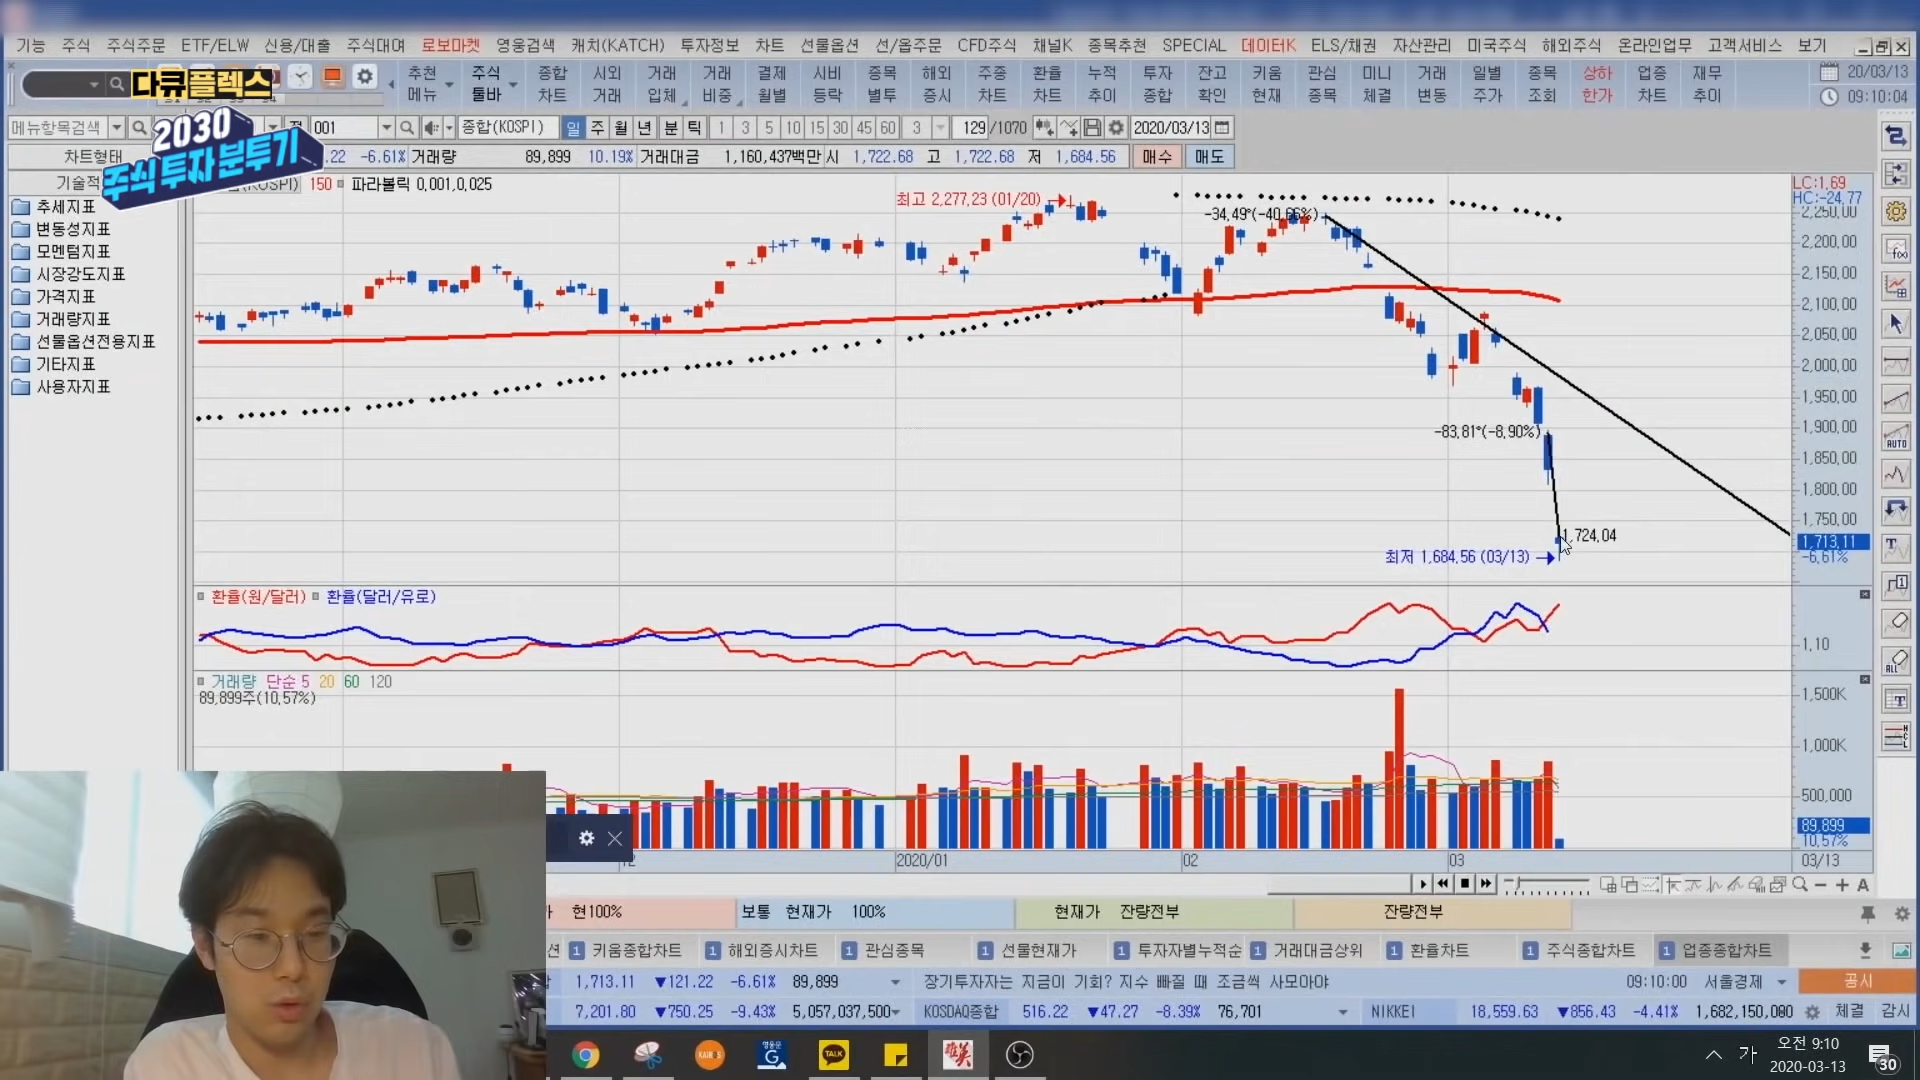 기능 주식 주식주문 ETF/ELW 신용/대출 주식대여 로보마켓 영웅검색 캐치(KATCH) 투자정보 차트 선물옵션 선/옵주문 CFD주식 채널K 종목추천 SPECIAL 데이터K ELS/채권 자산관리 미국주식 해외주식 온라인업무 고객서비스 보기
다큐플렉스
2030
주식 투자 분투기
추천 주식 종합 시외 거래 거래 결제 시비 종목 해외 주종 환율 누적 투자 잔고 키움 관심 미니 거래 일별 종목 상하 업종 재무 20/03/13
메뉴 툴바 차트 거래 입체 비중 월별 등락 별투 증시 차트 차트 추이 종합 확인 현재 종목 체결 변동 주가 조회 한가 차트 추이 09:10:04
메뉴항목검색 001 종합(KOSPI) 일 주 월 년 분 틱 1 3 5 10 15 30 45 60 3 129 /1070 2020/03/13
차트형태 .22 -6.61% 거래량 89,899 10.19% 거래대금 1,160,437백만 시 1,722.68 고 1,722.68 저 1,684.56 매수 매도
기술적 (KOSPI) 150 파라볼릭 0,001,0,025
추세지표
변동성지표
모멘텀지표
시장강도지표
가격지표
거래량지표
선물옵션전용지표
기타지표
사용자지표
최고 2,277,23 (01/20)
-34,49°(-40,66%)
-83,81°(-8,90%)
1,724,04
최저 1,684,56 (03/13)
LC:1,69
HC:-24,77
2,250,00
2,200,00
2,150,00
2,100,00
2,050,00
2,000,00
1,950,00
1,900,00
1,850,00
1,800,00
1,750,00
1,713,11
-6,61%
환율(원/달러) 환율(달러/유로)
1,10
거래량 단순 5 20 60 120
89,899주(10,57%)
1,500K
1,000K
500,000
89,899
10,57%
12 2020/01 02 03 03/13
현100% 보통 현재가 100% 현재가 잔량전부 잔량전부
1 키움종합차트 1 해외증시차트 1 관심종목 1 선물현재가 1 투자자별누적순 1 거래대금상위 1 환율차트 1 주식종합차트 1 업종종합차트
1,713.11 ▼121.22 -6.61% 89,899 장기투자자는 지금이 기회? 지수 빠질 때 조금씩 사모아야 09:10:00 서울경제 공시
7,201.80 ▼750.25 -9.43% 5,057,037,500 KOSDAQ종합 516.22 ▼47.27 -8.39% 76,701 NIKKEI 18,559.63 ▼856.43 -4.41% 1,682,150,000 체결 감시
TALK
가 오전 9:10
2020-03-13
30